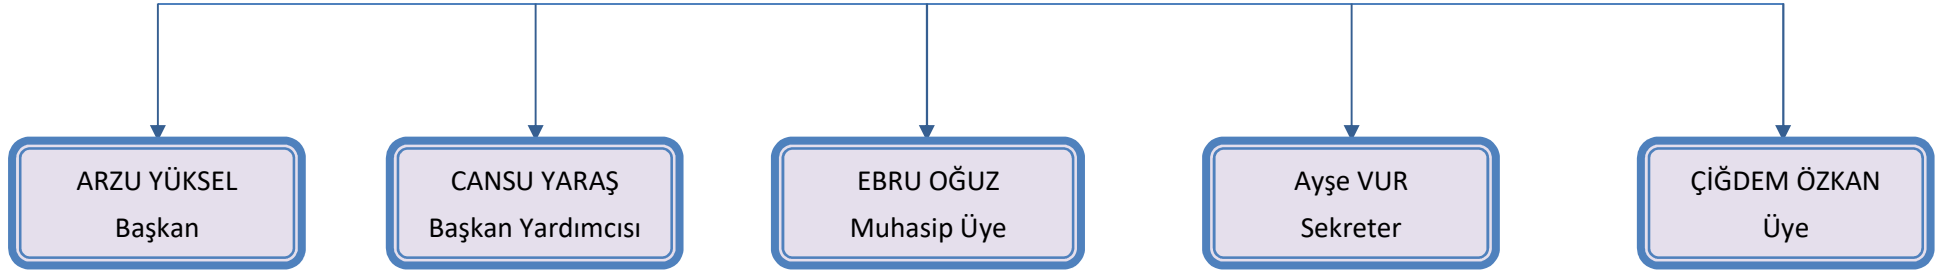 ARZU YÜKSEL
Başkan
CANSU YARAŞ
Başkan Yardımcısı
EBRU OĞUZ
Muhasip Üye
Ayşe VUR
Sekreter
ÇİĞDEM ÖZKAN
Üye